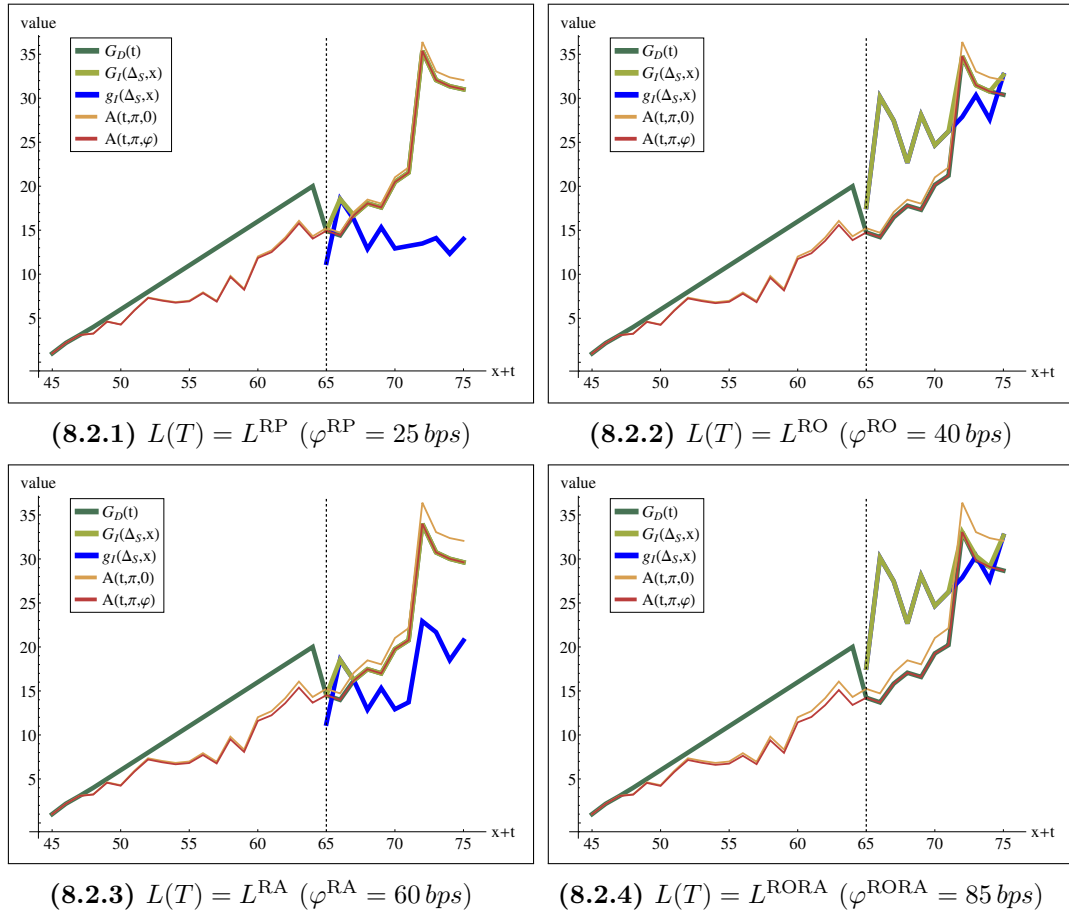 value
35
30
25
20
15
10
5
45 50 55 60 65 70 75
x+t
G_D(t)
G_I(Δ_S,x)
g_I(Δ_S,x)
A(t,π,0)
A(t,π,φ)
(8.2.1) L(T) = L^RP (φ^RP = 25 bps)
value
35
30
25
20
15
10
5
45 50 55 60 65 70 75
x+t
G_D(t)
G_I(Δ_S,x)
g_I(Δ_S,x)
A(t,π,0)
A(t,π,φ)
(8.2.2) L(T) = L^RO (φ^RO = 40 bps)
value
35
30
25
20
15
10
5
45 50 55 60 65 70 75
x+t
G_D(t)
G_I(Δ_S,x)
g_I(Δ_S,x)
A(t,π,0)
A(t,π,φ)
(8.2.3) L(T) = L^RA (φ^RA = 60 bps)
value
35
30
25
20
15
10
5
45 50 55 60 65 70 75
x+t
G_D(t)
G_I(Δ_S,x)
g_I(Δ_S,x)
A(t,π,0)
A(t,π,φ)
(8.2.4) L(T) = L^RORA (φ^RORA = 85 bps)